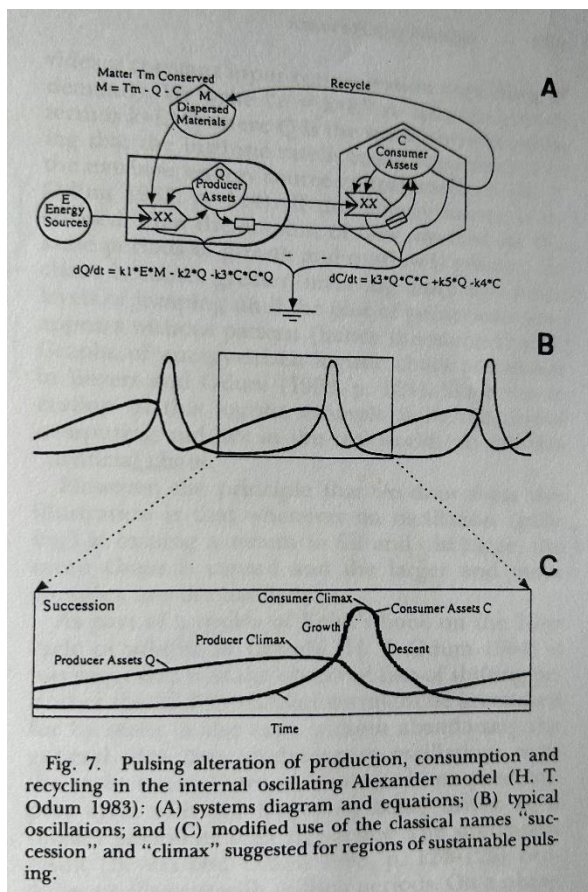 Matter Tm Conserved
M = Tm - Q - C
Recycle
A
M
Dispersed
Materials
C
Consumer
Assets
Q
Producer
Assets
E
Energy
Sources
XX
XX
dQ/dt = k1*E*M - k2*Q -k3*C*C*Q
dC/dt = k3*Q*C*C +k5*Q -k4*C
B
C
Succession
Consumer Climax
Consumer Assets C
Growth
Producer Climax
Descent
Producer Assets Q
Time
Fig. 7. Pulsing alteration of production, consumption and
recycling in the internal oscillating Alexander model (H. T.
Odum 1983): (A) systems diagram and equations; (B) typical
oscillations; and (C) modified use of the classical names "suc-
cession" and "climax" suggested for regions of sustainable puls-
ing.